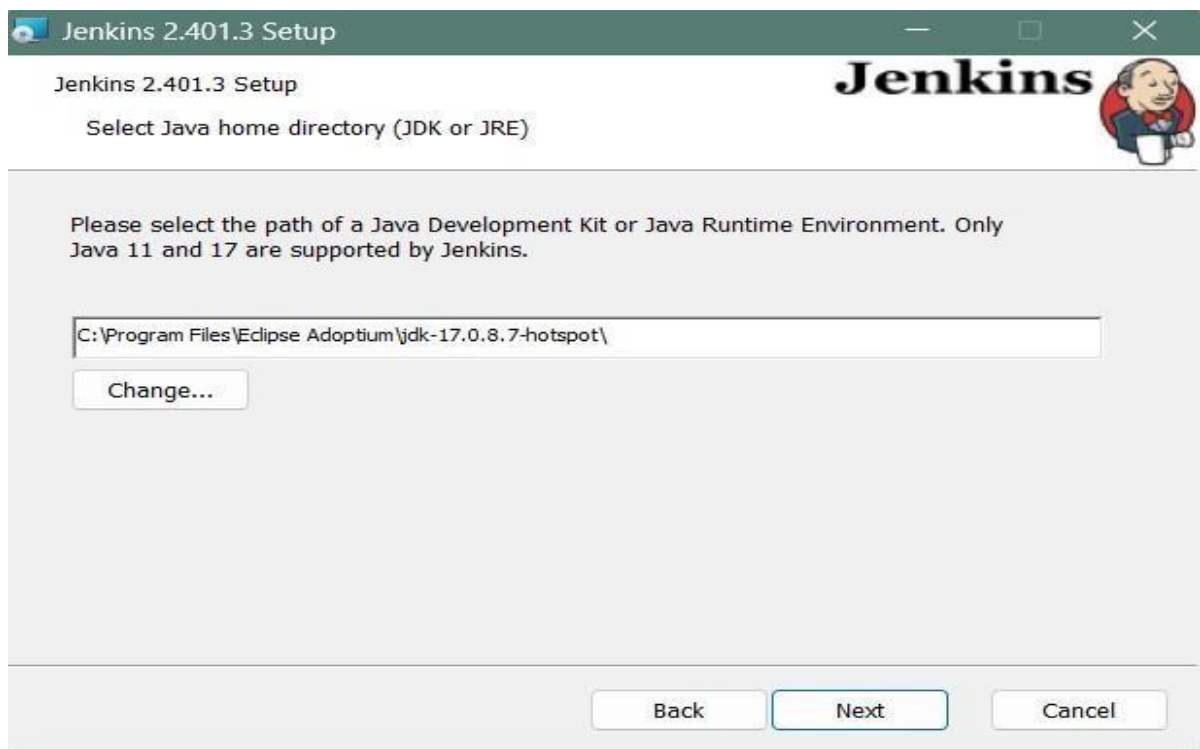 Jenkins 2.401.3 Setup
Jenkins 2.401.3 Setup
Jenkins
Select Java home directory (JDK or JRE)
Please select the path of a Java Development Kit or Java Runtime Environment. Only
Java 11 and 17 are supported by Jenkins.
C:\Program Files\Eclipse Adoptium\jdk-17.0.8.7-hotspot\
Change...
Back
Next
Cancel